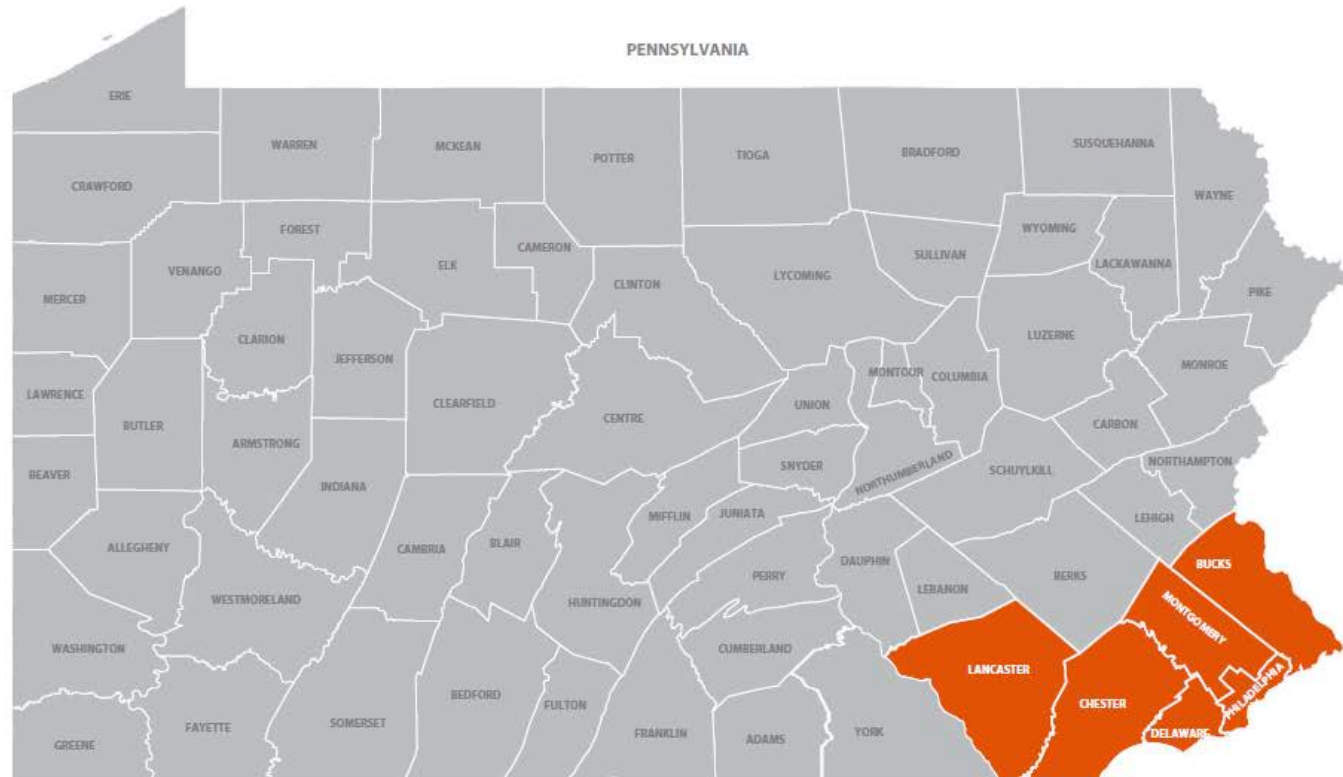 PENNSYLVANIA
ERIE
WARREN
MCKEAN
POTTER
TIOGA
BRADFORD
SUSQUEHANNA
CRAWFORD
WAYNE
FOREST
CAMERON
WYOMING
VENANGO
ELK
SULLIVAN
LACKAWANNA
LYCOMING
CLINTON
MERCER
PIKE
CLARION
LUZERNE
JEFFERSON
MONROE
MONTOUR
COLUMBIA
LAWRENCE
CLEARFIELD
UNION
CENTRE
BUTLER
CARBON
ARMSTRONG
NORTHAMPTON
SNYDER
NORTHUMBERLAND
SCHUYLKILL
BEAVER
INDIANA
MIFFLIN
JUNIATA
LEHIGH
ALLEGHENY
CAMBRIA
BLAIR
DAUPHIN
BUCKS
PERRY
BERKS
LEBANON
WESTMORELAND
HUNTINGDON
MONTGOMERY
WASHINGTON
CUMBERLAND
LANCASTER
PHILADELPHIA
BEDFORD
FULTON
CHESTER
FAYETTE
SOMERSET
FRANKLIN
ADAMS
YORK
DELAWARE
GREENE